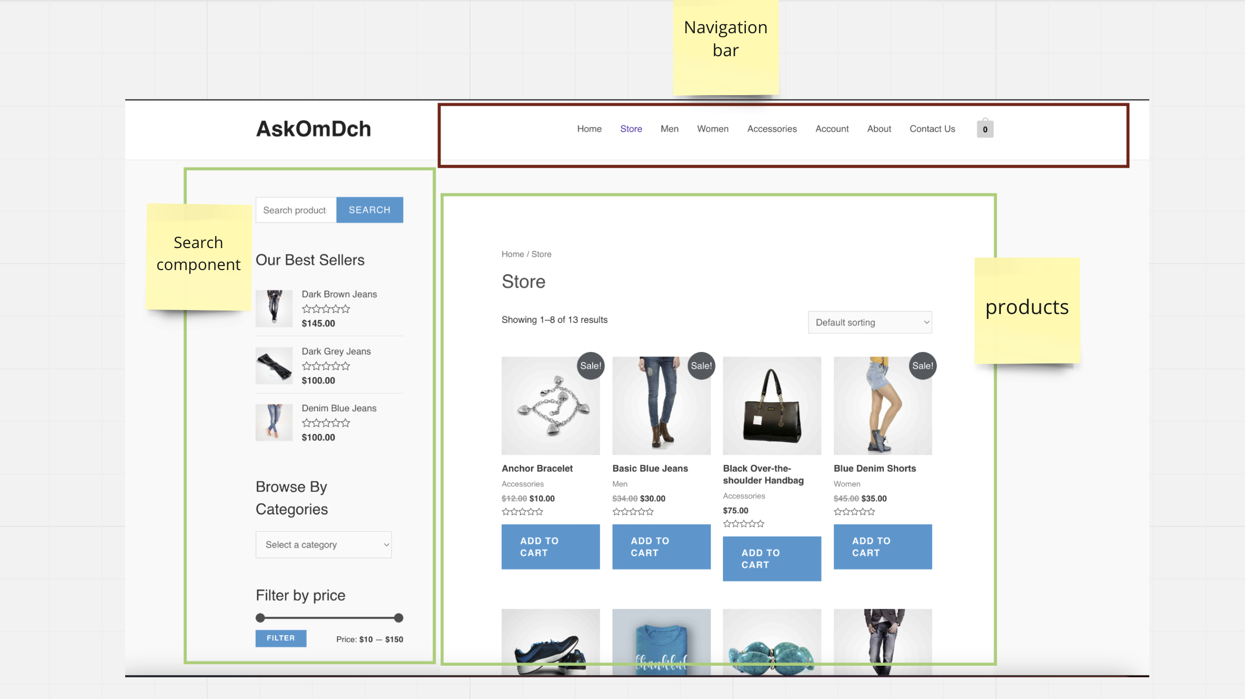 Navigation
bar
AskOmDch
Home Store Men Women Accessories Account About Contact Us 0
Search
component
Search product SEARCH
Our Best Sellers
Dark Brown Jeans
$145.00
Dark Grey Jeans
$100.00
Denim Blue Jeans
$100.00
Browse By
Categories
Select a category
Filter by price
FILTER Price: $10 — $150
products
Home / Store
Store
Showing 1–8 of 13 results Default sorting
Sale! Sale! Sale!
Anchor Bracelet
Accessories
$12.00 $10.00
ADD TO
CART
Basic Blue Jeans
Men
$34.00 $30.00
ADD TO
CART
Black Over-the-
shoulder Handbag
Accessories
$75.00
ADD TO
CART
Blue Denim Shorts
Women
$45.00 $35.00
ADD TO
CART
thankful